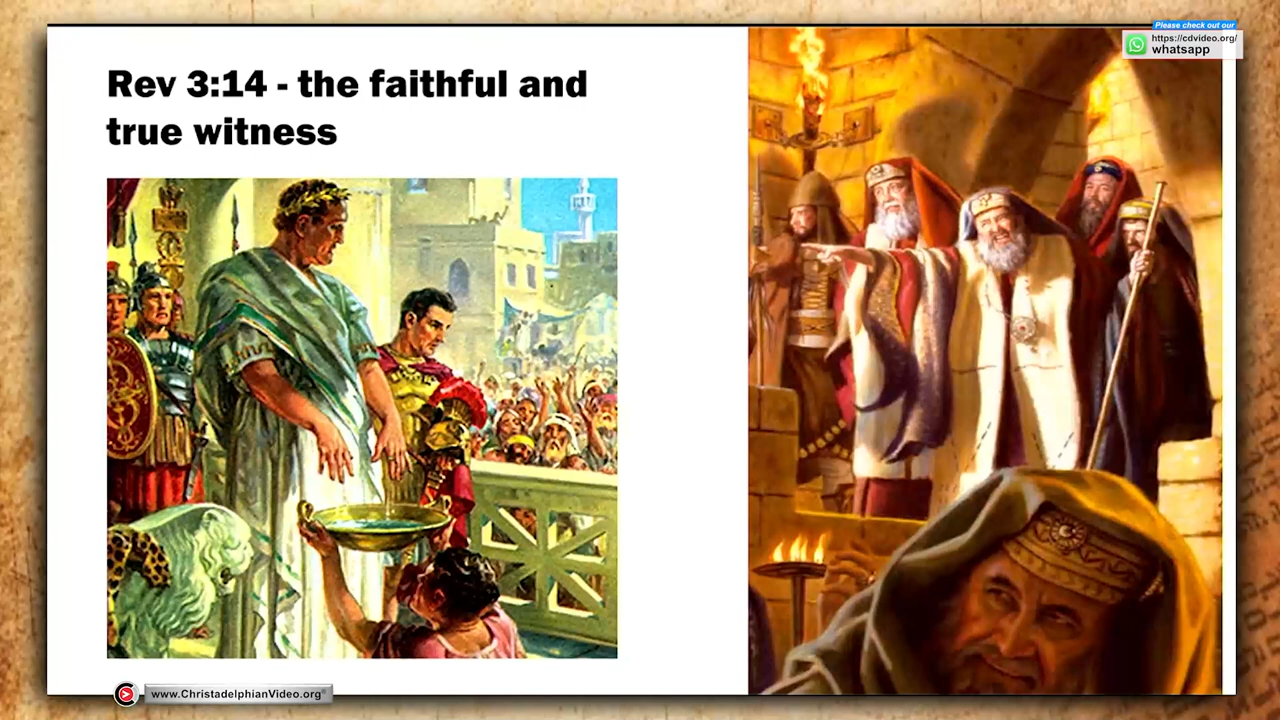 Please check out our
https://cdvideo.org/
whatsapp
Rev 3:14 - the faithful and
true witness
www.ChristadelphianVideo.org